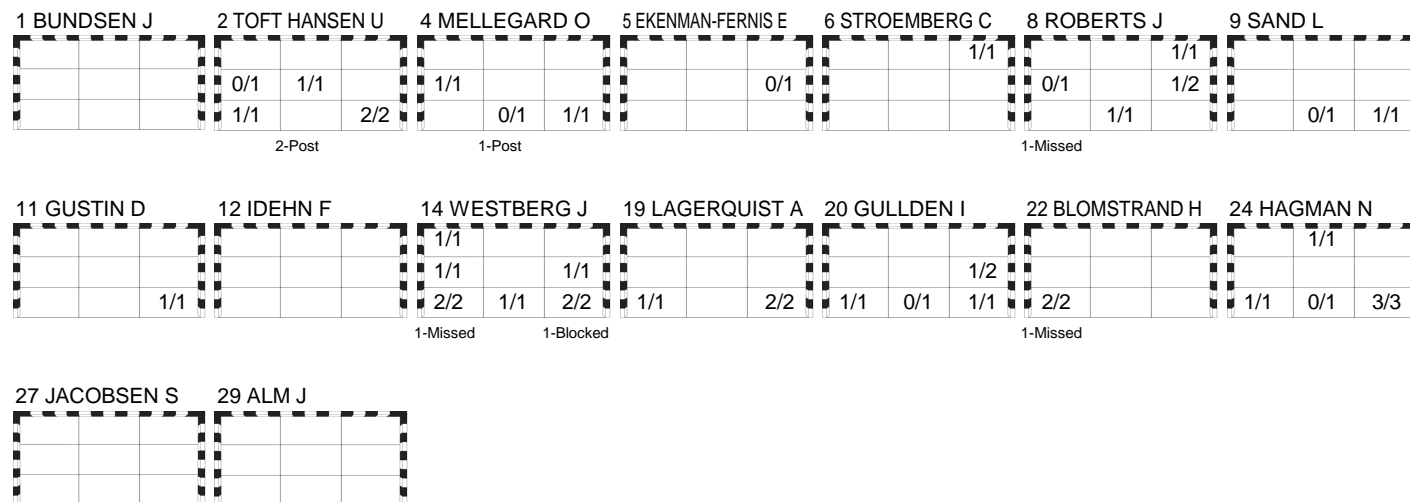 1 BUNDSEN J 2 TOFT HANSEN U 4 MELLEGARD O 5 EKENMAN-FERNIS E 6 STROEMBERG C 8 ROBERTS J 9 SAND L
1/1 1/1
0/1 1/1 1/1 0/1 0/1 1/2
1/1 2/2 0/1 1/1 1/1 0/1 1/1
2-Post 1-Post 1-Missed
11 GUSTIN D 12 IDEHN F 14 WESTBERG J 19 LAGERQUIST A 20 GULLDEN I 22 BLOMSTRAND H 24 HAGMAN N
1/1 1/1
1/1 1/1 1/2
1/1 2/2 1/1 2/2 1/1 2/2 1/1 0/1 1/1 2/2 1/1 0/1 3/3
1-Missed 1-Blocked 1-Missed
27 JACOBSEN S 29 ALM J